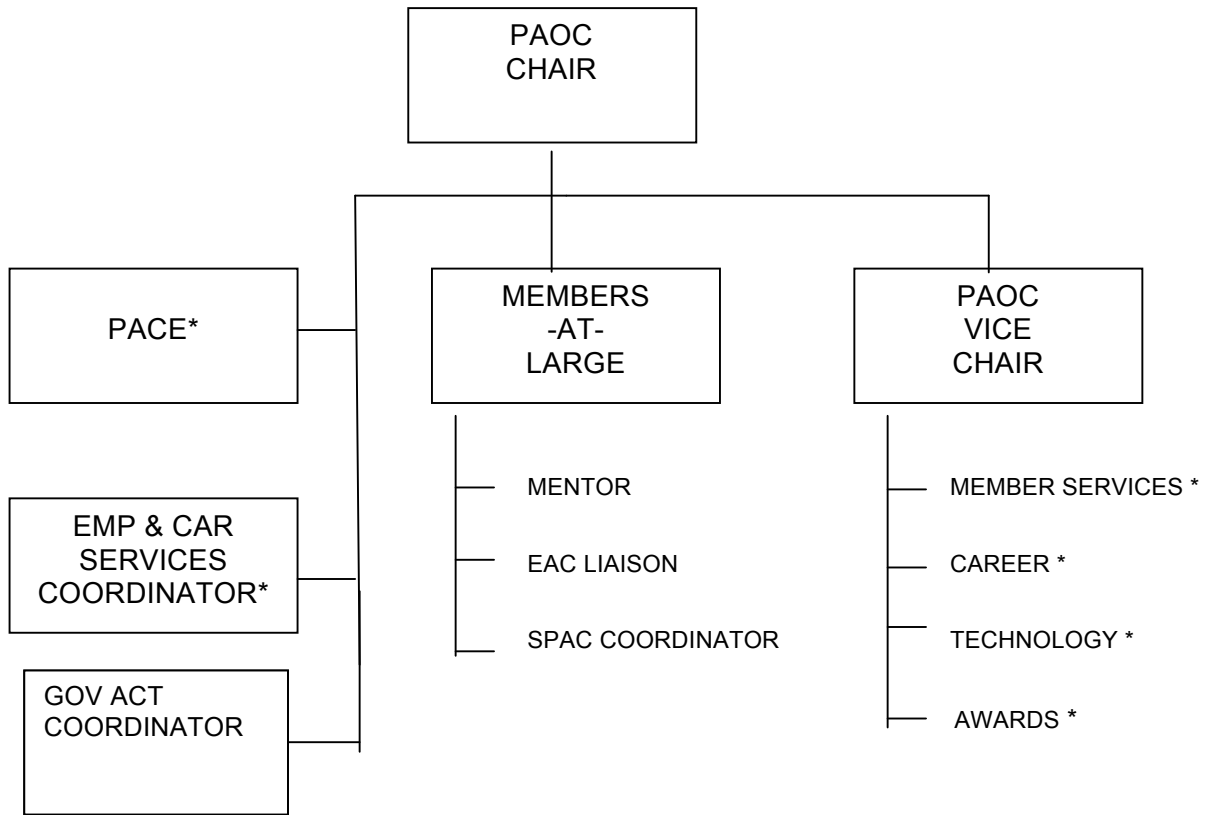 PAOC
CHAIR
PACE*
MEMBERS
-AT-
LARGE
PAOC
VICE
CHAIR
EMP & CAR
SERVICES
COORDINATOR*
GOV ACT
COORDINATOR
MENTOR
EAC LIAISON
SPAC COORDINATOR
MEMBER SERVICES *
CAREER *
TECHNOLOGY *
AWARDS *